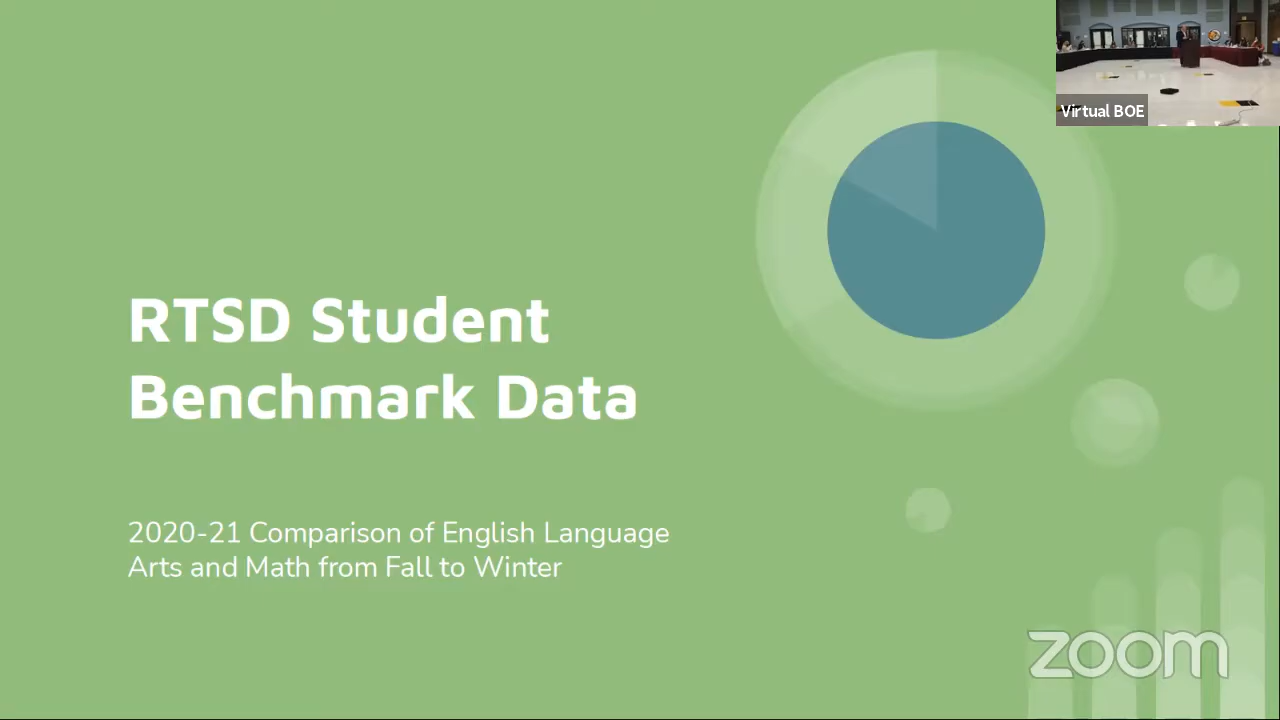 Virtual BOE
RTSD Student
Benchmark Data
2020-21 Comparison of English Language
Arts and Math from Fall to Winter
zoom